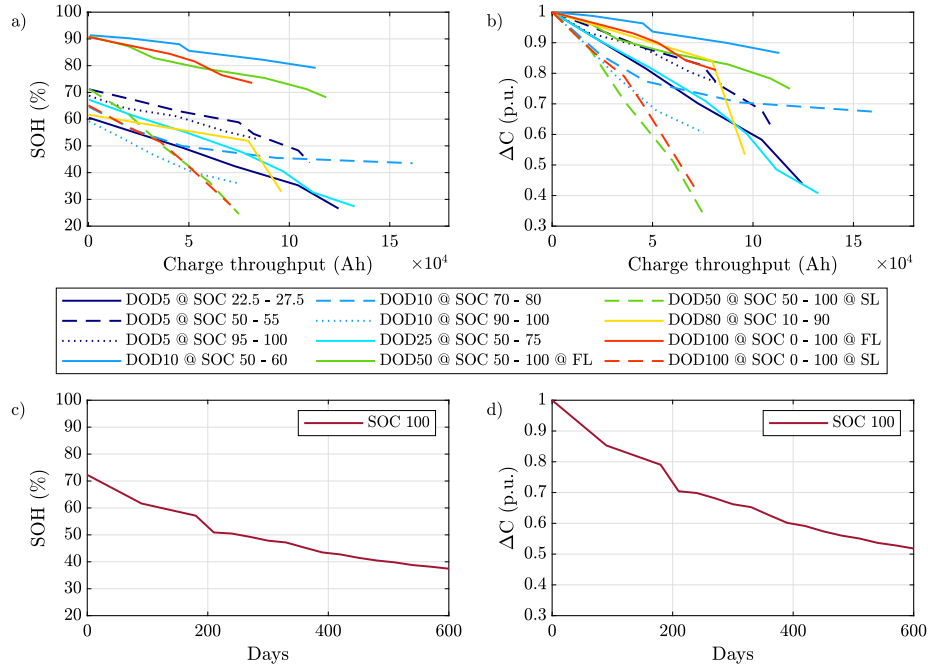 a)
SOH (%)
100
90
80
70
60
50
40
30
20
0
5
10
15
Charge throughput (Ah)
×10⁴
b)
ΔC (p.u.)
1
0.9
0.8
0.7
0.6
0.5
0.4
0.3
0
5
10
15
Charge throughput (Ah)
×10⁴
DOD5 @ SOC 22.5 - 27.5
DOD5 @ SOC 50 - 55
DOD5 @ SOC 95 - 100
DOD10 @ SOC 50 - 60
DOD10 @ SOC 70 - 80
DOD10 @ SOC 90 - 100
DOD25 @ SOC 50 - 75
DOD50 @ SOC 50 - 100 @ FL
DOD50 @ SOC 50 - 100 @ SL
DOD80 @ SOC 10 - 90
DOD100 @ SOC 0 - 100 @ FL
DOD100 @ SOC 0 - 100 @ SL
c)
SOH (%)
100
90
80
70
60
50
40
30
20
SOC 100
0
200
400
600
Days
d)
ΔC (p.u.)
1
0.9
0.8
0.7
0.6
0.5
0.4
0.3
SOC 100
0
200
400
600
Days